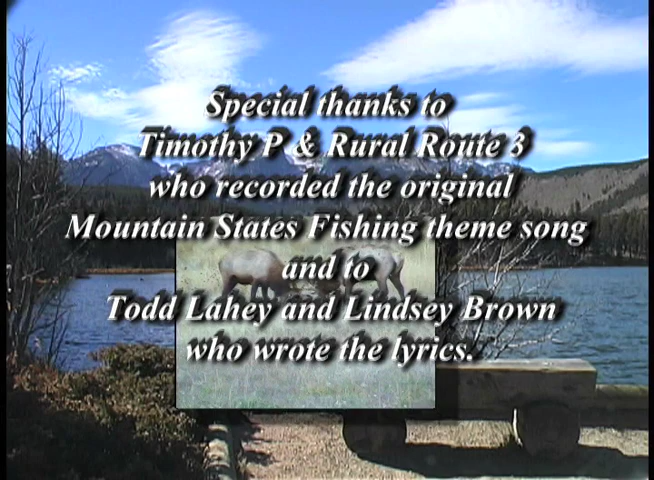 Special thanks to
Timothy P & Rural Route 3
who recorded the original
Mountain States Fishing theme song
and to
Todd Lahey and Lindsey Brown
who wrote the lyrics.